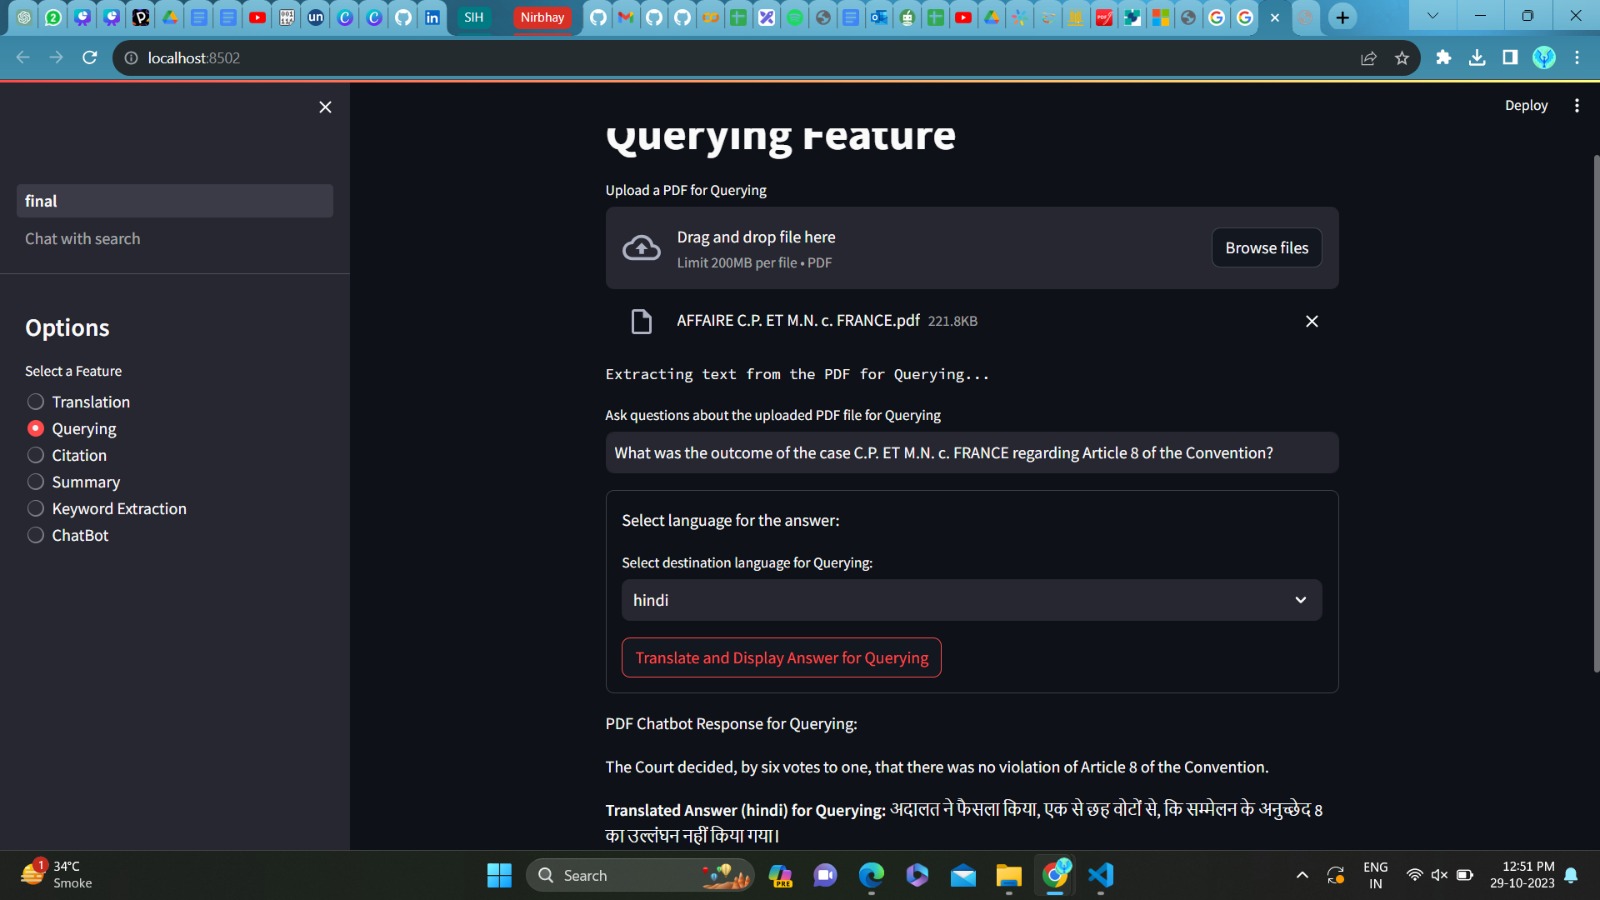 SIH
Nirbhay
localhost:8502
Deploy
final
Chat with search
Options
Select a Feature
Translation
Querying
Citation
Summary
Keyword Extraction
ChatBot
Querying Feature
Upload a PDF for Querying
Drag and drop file here
Limit 200MB per file • PDF
Browse files
AFFAIRE C.P. ET M.N. c. FRANCE.pdf 221.8KB
Extracting text from the PDF for Querying...
Ask questions about the uploaded PDF file for Querying
What was the outcome of the case C.P. ET M.N. c. FRANCE regarding Article 8 of the Convention?
Select language for the answer:
Select destination language for Querying:
hindi
Translate and Display Answer for Querying
PDF Chatbot Response for Querying:
The Court decided, by six votes to one, that there was no violation of Article 8 of the Convention.
Translated Answer (hindi) for Querying: अदालत ने फैसला किया, एक से छह वोटों से, कि सम्मेलन के अनुच्छेद 8
का उल्लंघन नहीं किया गया।
1
34°C
Smoke
Search
PRE
ENG
IN
12:51 PM
29-10-2023